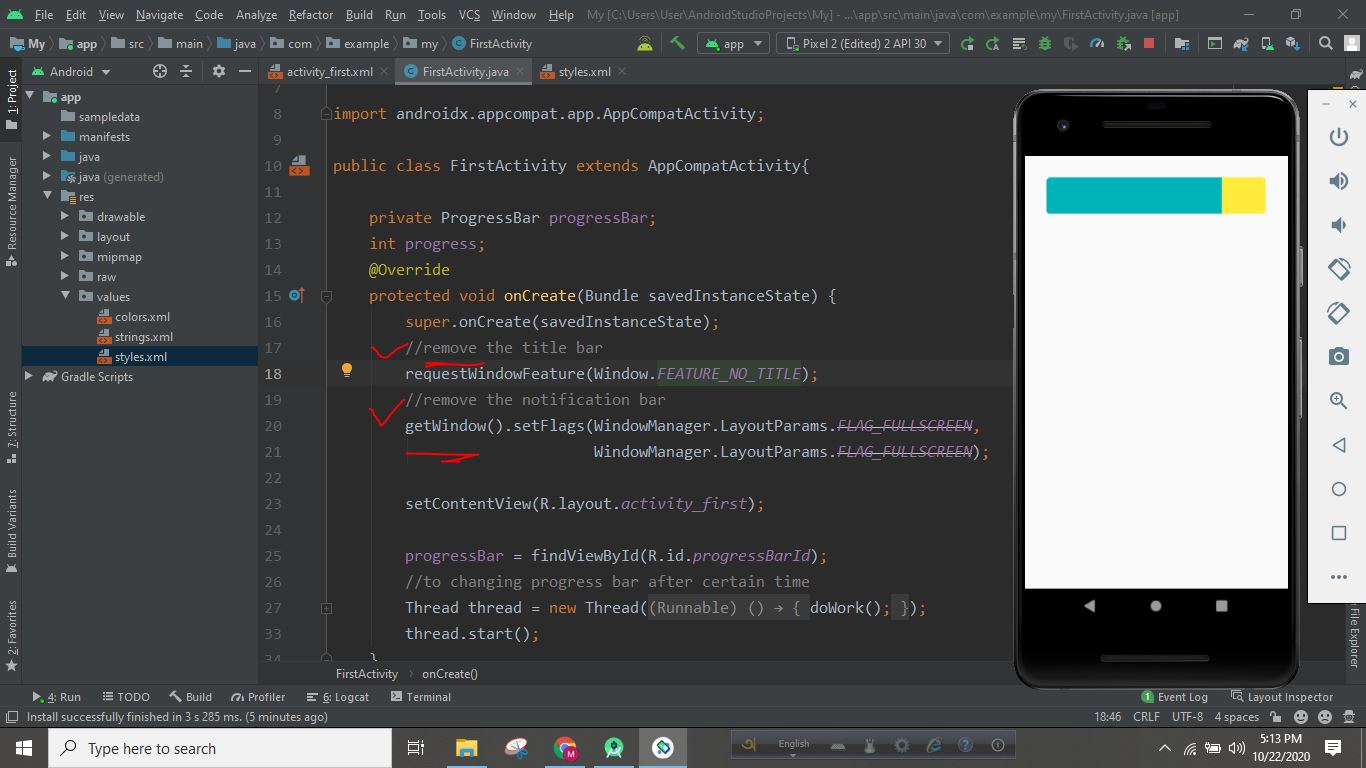 File Edit View Navigate Code Analyze Refactor Build Run Tools VCS Window Help My [C:\Users\User\AndroidStudioProjects\My] - ...\app\src\main\java\com\example\my\FirstActivity.java [app]
My app src main java com example my FirstActivity
app Pixel 2 (Edited) 2 API 30
Android
activity_first.xml FirstActivity.java styles.xml
1: Project
Resource Manager
7: Structure
Build Variants
2: Favorites
app
sampledata
manifests
java
java (generated)
res
drawable
layout
mipmap
raw
values
colors.xml
strings.xml
styles.xml
Gradle Scripts
7
8 import androidx.appcompat.app.AppCompatActivity;
9
10 public class FirstActivity extends AppCompatActivity{
11
12 private ProgressBar progressBar;
13 int progress;
14 @Override
15 protected void onCreate(Bundle savedInstanceState) {
16 super.onCreate(savedInstanceState);
17 //remove the title bar
18 requestWindowFeature(Window.FEATURE_NO_TITLE);
19 //remove the notification bar
20 getWindow().setFlags(WindowManager.LayoutParams.FLAG_FULLSCREEN,
21 WindowManager.LayoutParams.FLAG_FULLSCREEN);
22
23 setContentView(R.layout.activity_first);
24
25 progressBar = findViewById(R.id.progressBarId);
26 //to changing progress bar after certain time
27 Thread thread = new Thread((Runnable) () → { doWork(); });
33 thread.start();
34 }
FirstActivity > onCreate()
File Explorer
4: Run TODO Build Profiler 6: Logcat Terminal 1 Event Log Layout Inspector
Install successfully finished in 3 s 285 ms. (5 minutes ago) 18:46 CRLF UTF-8 4 spaces
Type here to search
English
5:13 PM
10/22/2020